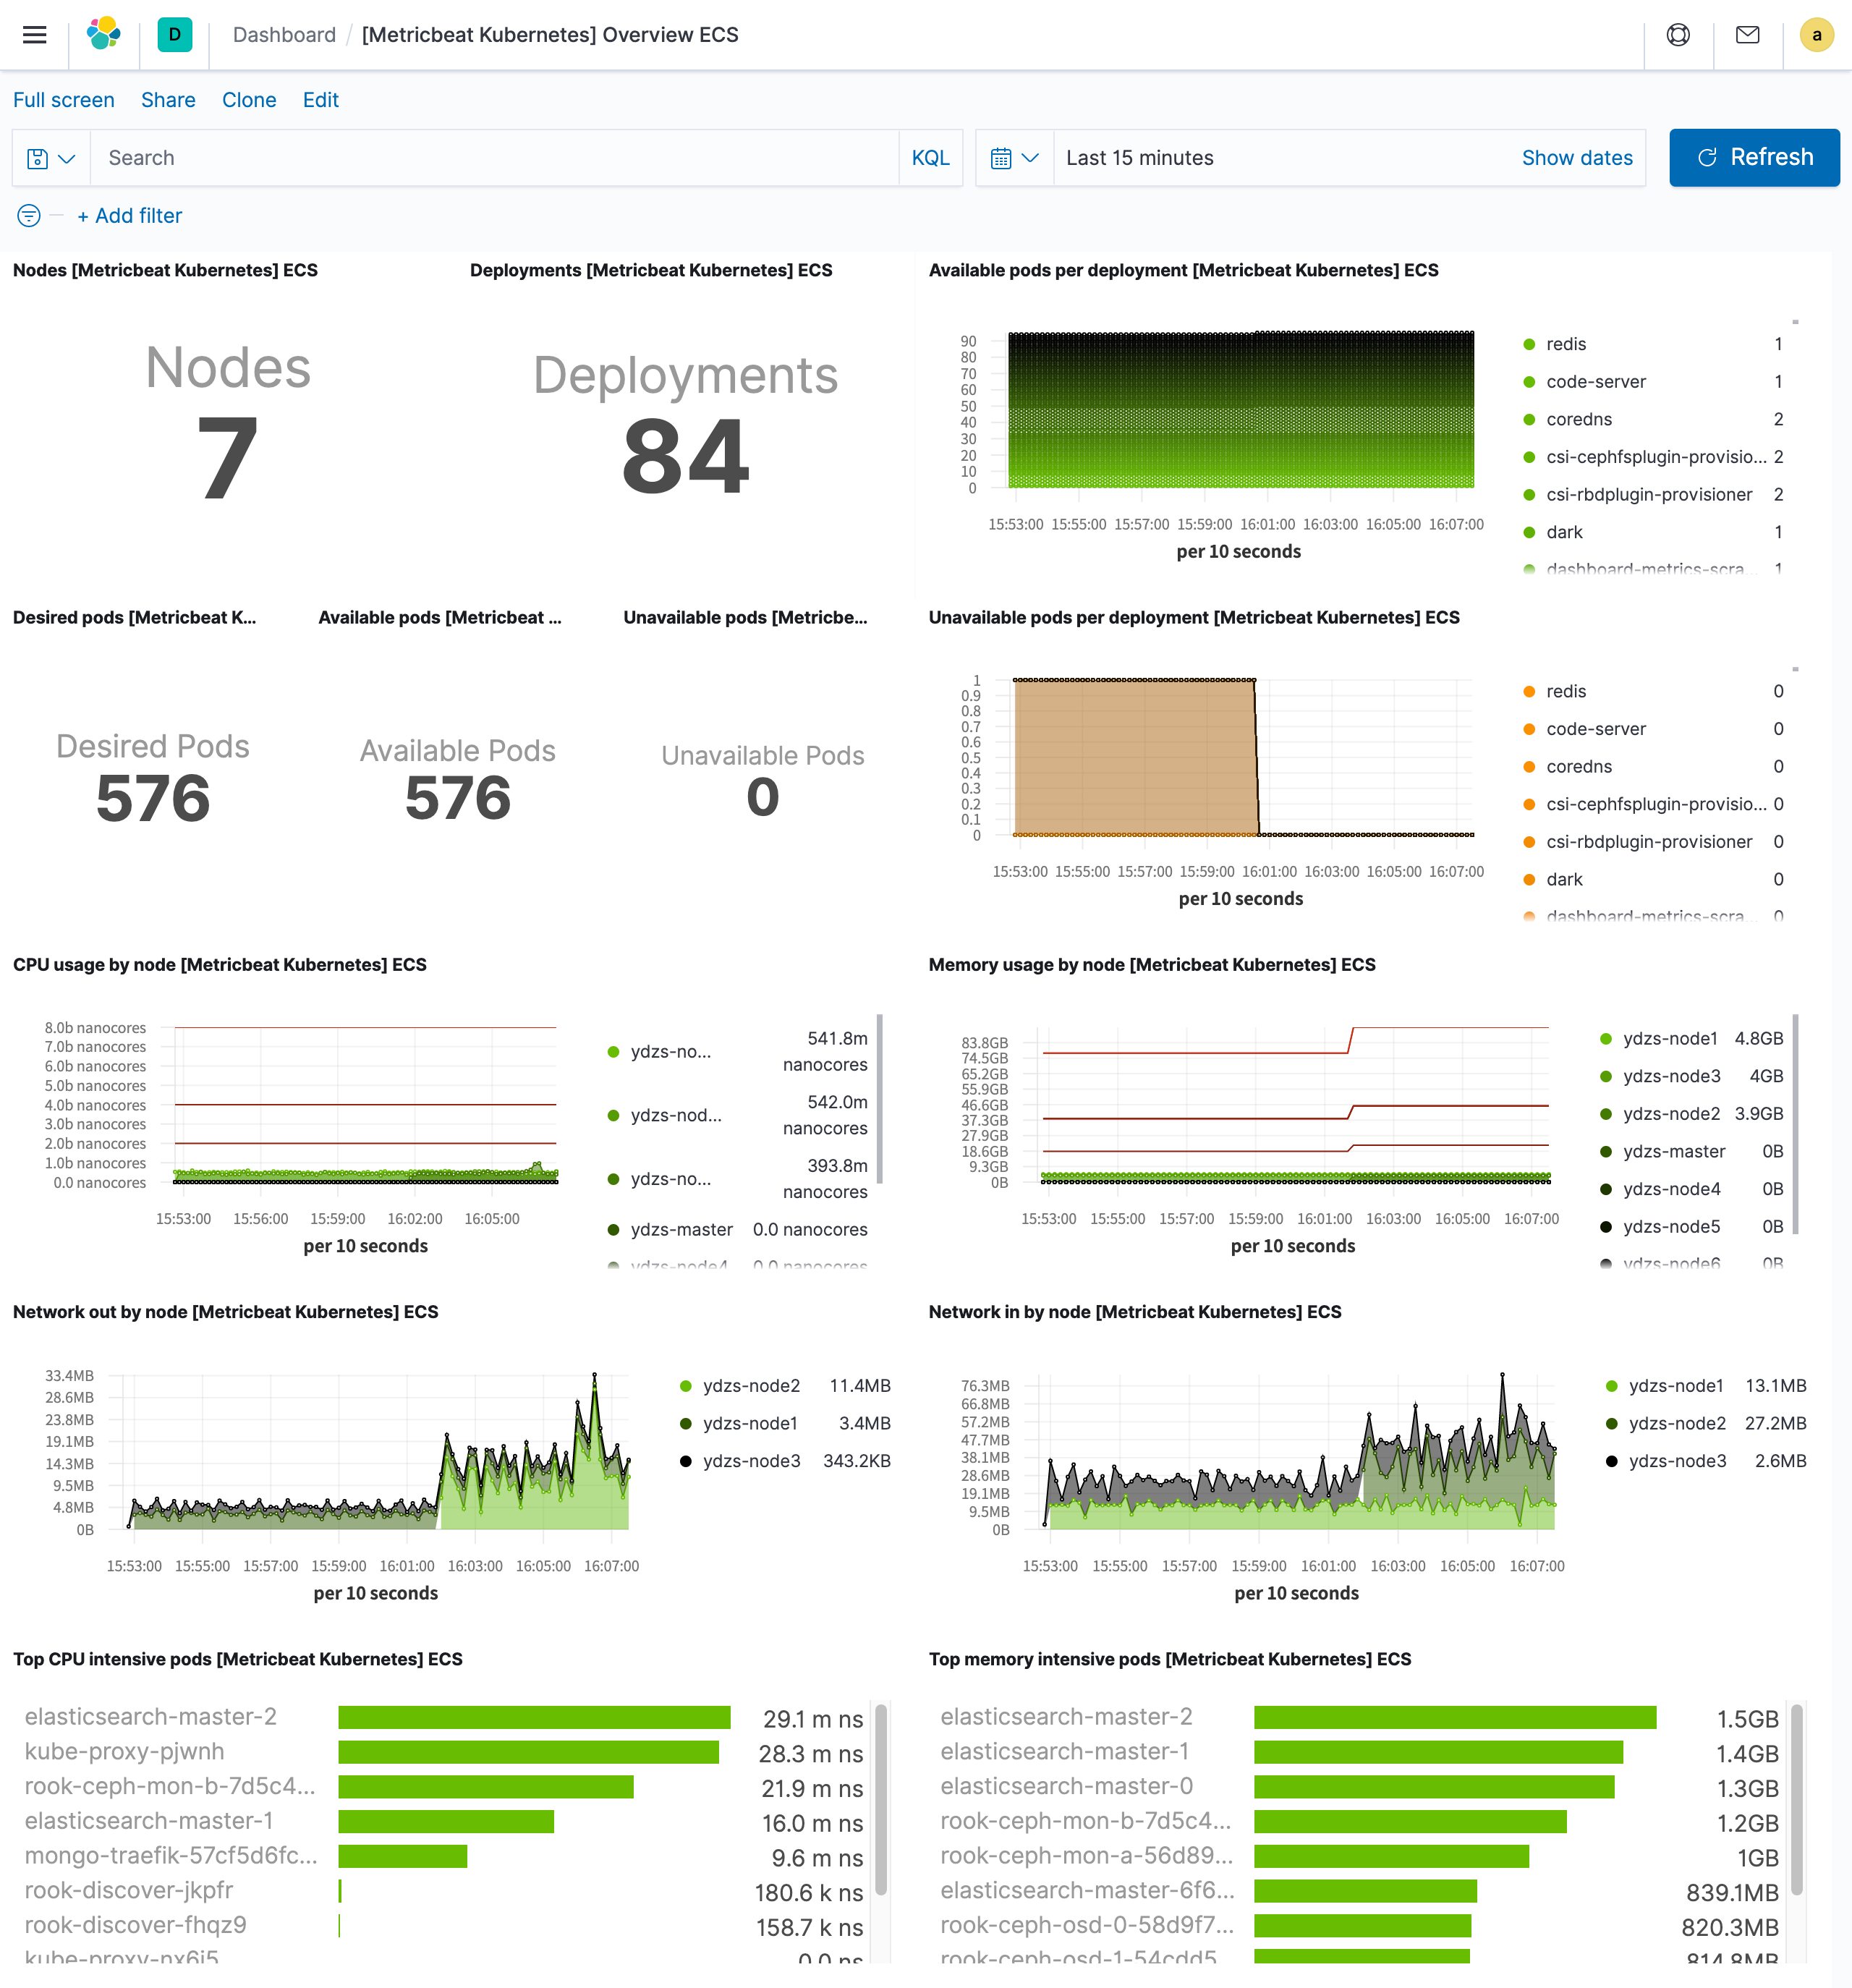 D
Dashboard / [Metricbeat Kubernetes] Overview ECS
a
Full screen Share Clone Edit
Search
KQL
Last 15 minutes
Show dates
Refresh
+ Add filter
Nodes [Metricbeat Kubernetes] ECS
Nodes
7
Deployments [Metricbeat Kubernetes] ECS
Deployments
84
Available pods per deployment [Metricbeat Kubernetes] ECS
90
80
70
60
50
40
30
20
10
0
15:53:00 15:55:00 15:57:00 15:59:00 16:01:00 16:03:00 16:05:00 16:07:00
per 10 seconds
redis 1
code-server 1
coredns 2
csi-cephfsplugin-provisio... 2
csi-rbdplugin-provisioner 2
dark 1
dashboard-metrics-scra... 1
Desired pods [Metricbeat K...
Desired Pods
576
Available pods [Metricbeat ...
Available Pods
576
Unavailable pods [Metricbe...
Unavailable Pods
0
Unavailable pods per deployment [Metricbeat Kubernetes] ECS
1
0.9
0.8
0.7
0.6
0.5
0.4
0.3
0.2
0.1
0
15:53:00 15:55:00 15:57:00 15:59:00 16:01:00 16:03:00 16:05:00 16:07:00
per 10 seconds
redis 0
code-server 0
coredns 0
csi-cephfsplugin-provisio... 0
csi-rbdplugin-provisioner 0
dark 0
dashboard-metrics-scra... 0
CPU usage by node [Metricbeat Kubernetes] ECS
8.0b nanocores
7.0b nanocores
6.0b nanocores
5.0b nanocores
4.0b nanocores
3.0b nanocores
2.0b nanocores
1.0b nanocores
0.0 nanocores
15:53:00 15:56:00 15:59:00 16:02:00 16:05:00
per 10 seconds
ydzs-no... 541.8m nanocores
ydzs-nod... 542.0m nanocores
ydzs-no... 393.8m nanocores
ydzs-master 0.0 nanocores
ydzs-node4 0.0 nanocores
Memory usage by node [Metricbeat Kubernetes] ECS
83.8GB
74.5GB
65.2GB
55.9GB
46.6GB
37.3GB
27.9GB
18.6GB
9.3GB
0B
15:53:00 15:55:00 15:57:00 15:59:00 16:01:00 16:03:00 16:05:00 16:07:00
per 10 seconds
ydzs-node1 4.8GB
ydzs-node3 4GB
ydzs-node2 3.9GB
ydzs-master 0B
ydzs-node4 0B
ydzs-node5 0B
ydzs-node6 0B
Network out by node [Metricbeat Kubernetes] ECS
33.4MB
28.6MB
23.8MB
19.1MB
14.3MB
9.5MB
4.8MB
0B
15:53:00 15:55:00 15:57:00 15:59:00 16:01:00 16:03:00 16:05:00 16:07:00
per 10 seconds
ydzs-node2 11.4MB
ydzs-node1 3.4MB
ydzs-node3 343.2KB
Network in by node [Metricbeat Kubernetes] ECS
76.3MB
66.8MB
57.2MB
47.7MB
38.1MB
28.6MB
19.1MB
9.5MB
0B
15:53:00 15:55:00 15:57:00 15:59:00 16:01:00 16:03:00 16:05:00 16:07:00
per 10 seconds
ydzs-node1 13.1MB
ydzs-node2 27.2MB
ydzs-node3 2.6MB
Top CPU intensive pods [Metricbeat Kubernetes] ECS
elasticsearch-master-2 29.1 m ns
kube-proxy-pjwnh 28.3 m ns
rook-ceph-mon-b-7d5c4... 21.9 m ns
elasticsearch-master-1 16.0 m ns
mongo-traefik-57cf5d6fc... 9.6 m ns
rook-discover-jkpfr 180.6 k ns
rook-discover-fhqz9 158.7 k ns
kube-proxy-nx6j5 0.0 ns
Top memory intensive pods [Metricbeat Kubernetes] ECS
elasticsearch-master-2 1.5GB
elasticsearch-master-1 1.4GB
elasticsearch-master-0 1.3GB
rook-ceph-mon-b-7d5c4... 1.2GB
rook-ceph-mon-a-56d89... 1GB
elasticsearch-master-6f6... 839.1MB
rook-ceph-osd-0-58d9f7... 820.3MB
rook-ceph-osd-1-54cdd5 814.8MB